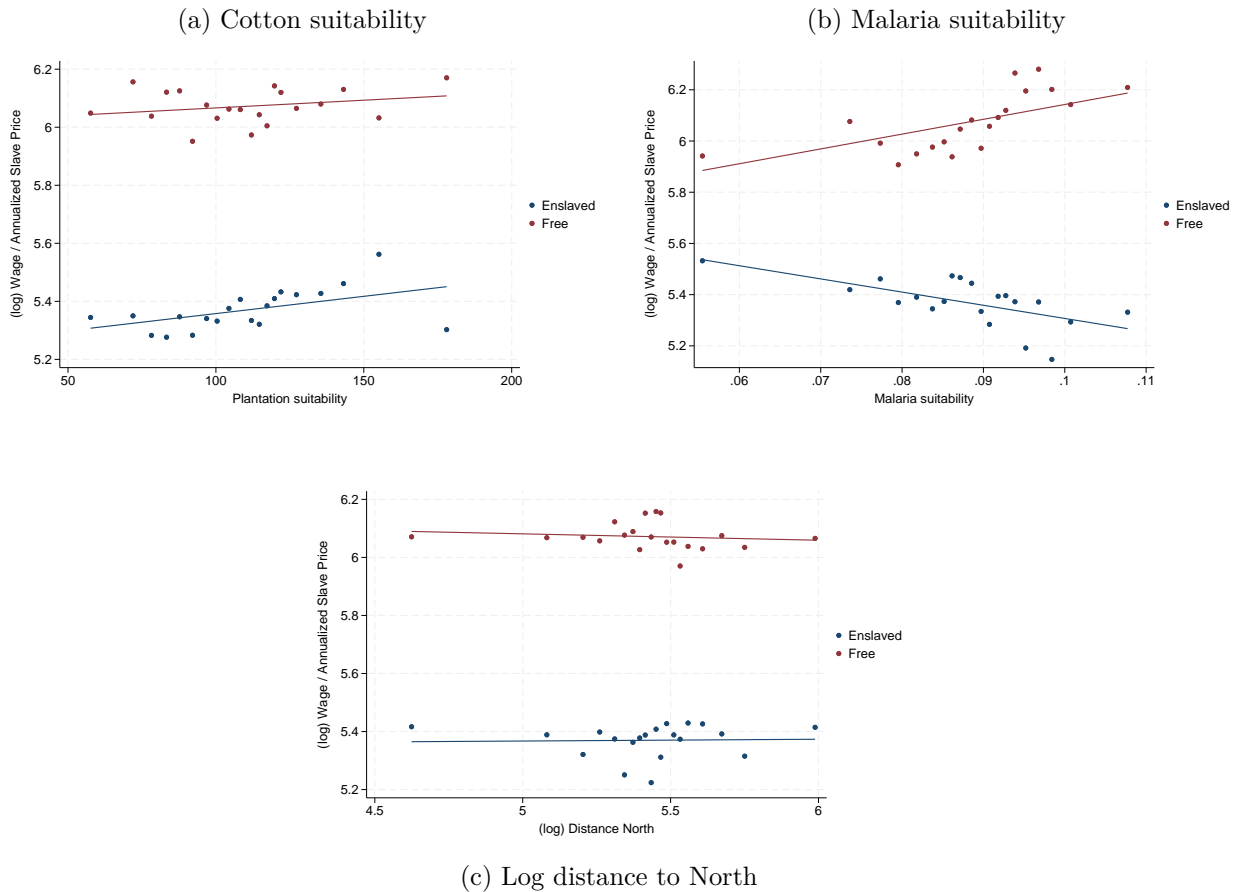 (a) Cotton suitability
(log) Wage / Annualized Slave Price
6.2
6
5.8
5.6
5.4
5.2
50
100
150
200
Plantation suitability
Enslaved
Free
(b) Malaria suitability
(log) Wage / Annualized Slave Price
6.2
6
5.8
5.6
5.4
5.2
.06
.07
.08
.09
.1
.11
Malaria suitability
Enslaved
Free
(log) Wage / Annualized Slave Price
6.2
6
5.8
5.6
5.4
5.2
4.5
5
5.5
6
(log) Distance North
Enslaved
Free
(c) Log distance to North